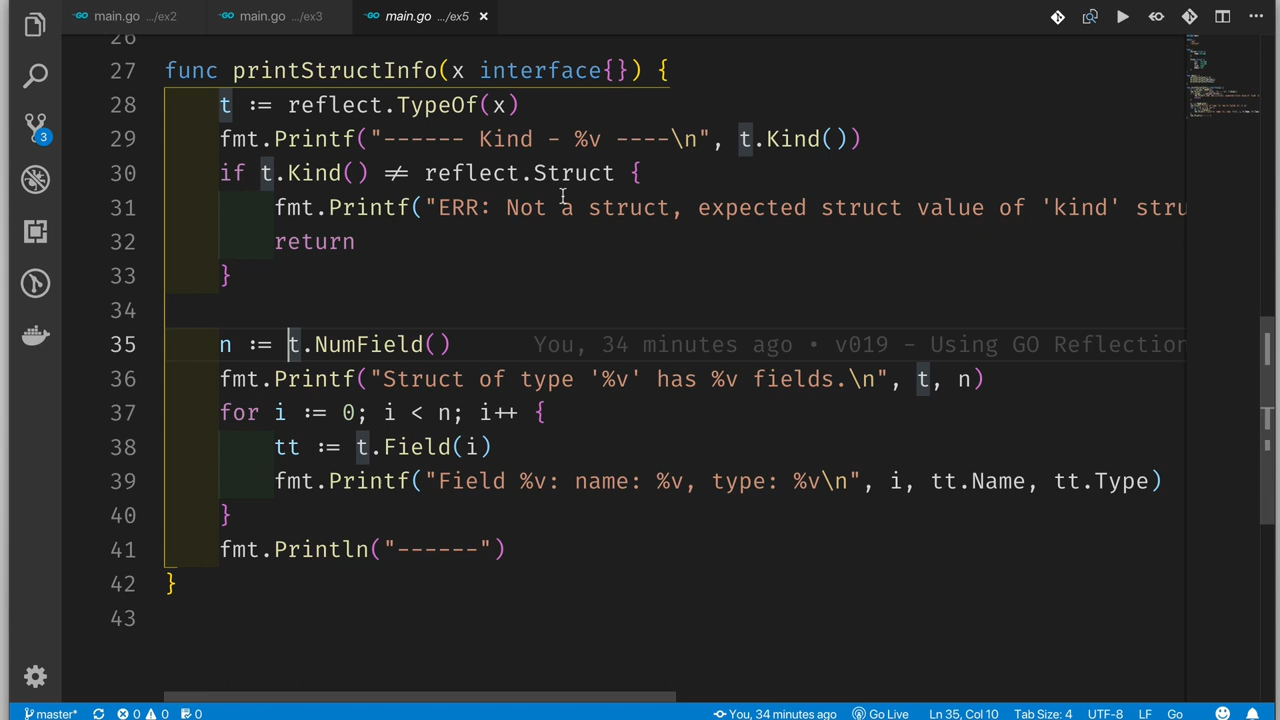 main.go .../ex2
main.go .../ex3
main.go .../ex5
26
27 func printStructInfo(x interface{}) {
28 t := reflect.TypeOf(x)
29 fmt.Printf("------ Kind - %v ----\n", t.Kind())
30 if t.Kind() != reflect.Struct {
31 fmt.Printf("ERR: Not a struct, expected struct value of 'kind' stru
32 return
33 }
34
35 n := t.NumField() You, 34 minutes ago • v019 - Using GO Reflection
36 fmt.Printf("Struct of type '%v' has %v fields.\n", t, n)
37 for i := 0; i < n; i++ {
38 tt := t.Field(i)
39 fmt.Printf("Field %v: name: %v, type: %v\n", i, tt.Name, tt.Type)
40 }
41 fmt.Println("------")
42 }
43
3
master* 0 0 0 You, 34 minutes ago Go Live Ln 35, Col 10 Tab Size: 4 UTF-8 LF Go